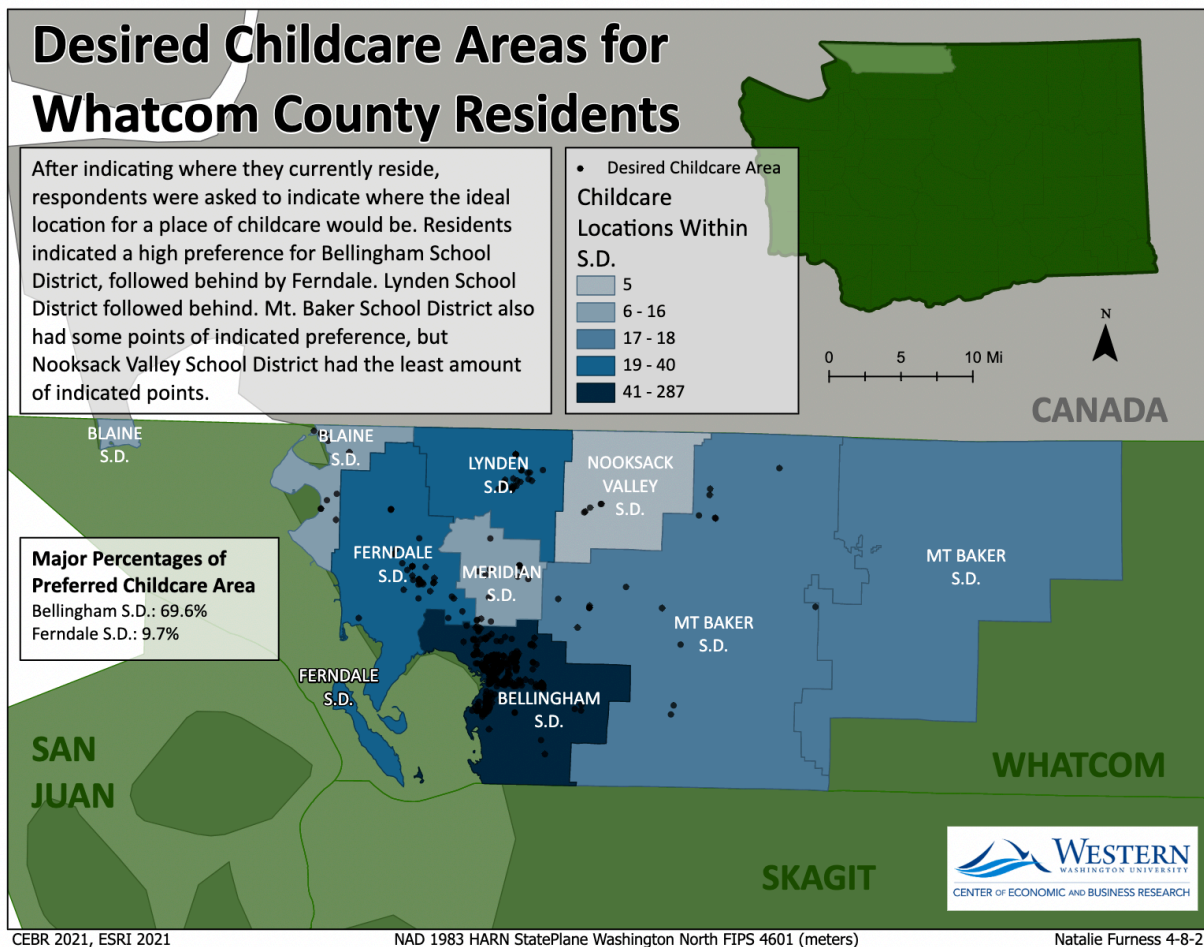 Desired Childcare Areas for
Whatcom County Residents
After indicating where they currently reside,
respondents were asked to indicate where the ideal
location for a place of childcare would be. Residents
indicated a high preference for Bellingham School
District, followed behind by Ferndale. Lynden School
District followed behind. Mt. Baker School District also
had some points of indicated preference, but
Nooksack Valley School District had the least amount
of indicated points.
Desired Childcare Area
Childcare
Locations Within
S.D.
5
6 - 16
17 - 18
19 - 40
41 - 287
N
0 5 10 Mi
CANADA
BLAINE
S.D.
BLAINE
S.D.
LYNDEN
S.D.
NOOKSACK
VALLEY
S.D.
FERNDALE
S.D.
MERIDIAN
S.D.
MT BAKER
S.D.
MT BAKER
S.D.
Major Percentages of
Preferred Childcare Area
Bellingham S.D.: 69.6%
Ferndale S.D.: 9.7%
FERNDALE
S.D.
BELLINGHAM
S.D.
SAN
JUAN
WHATCOM
SKAGIT
WESTERN
WASHINGTON UNIVERSITY
CENTER OF ECONOMIC AND BUSINESS RESEARCH
CEBR 2021, ESRI 2021
NAD 1983 HARN StatePlane Washington North FIPS 4601 (meters)
Natalie Furness 4-8-2